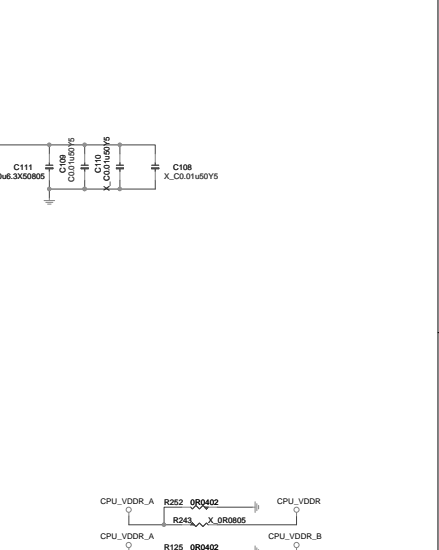 C109
C0.01u50Y5
C110
X_C0.01u50Y5
C111
0u6.3X50805
C108
X_C0.01u50Y5
CPU_VDDR_A
R252
0R0402
CPU_VDDR
R243
X_0R0805
CPU_VDDR_A
CPU_VDDR_B
R125
0R0402